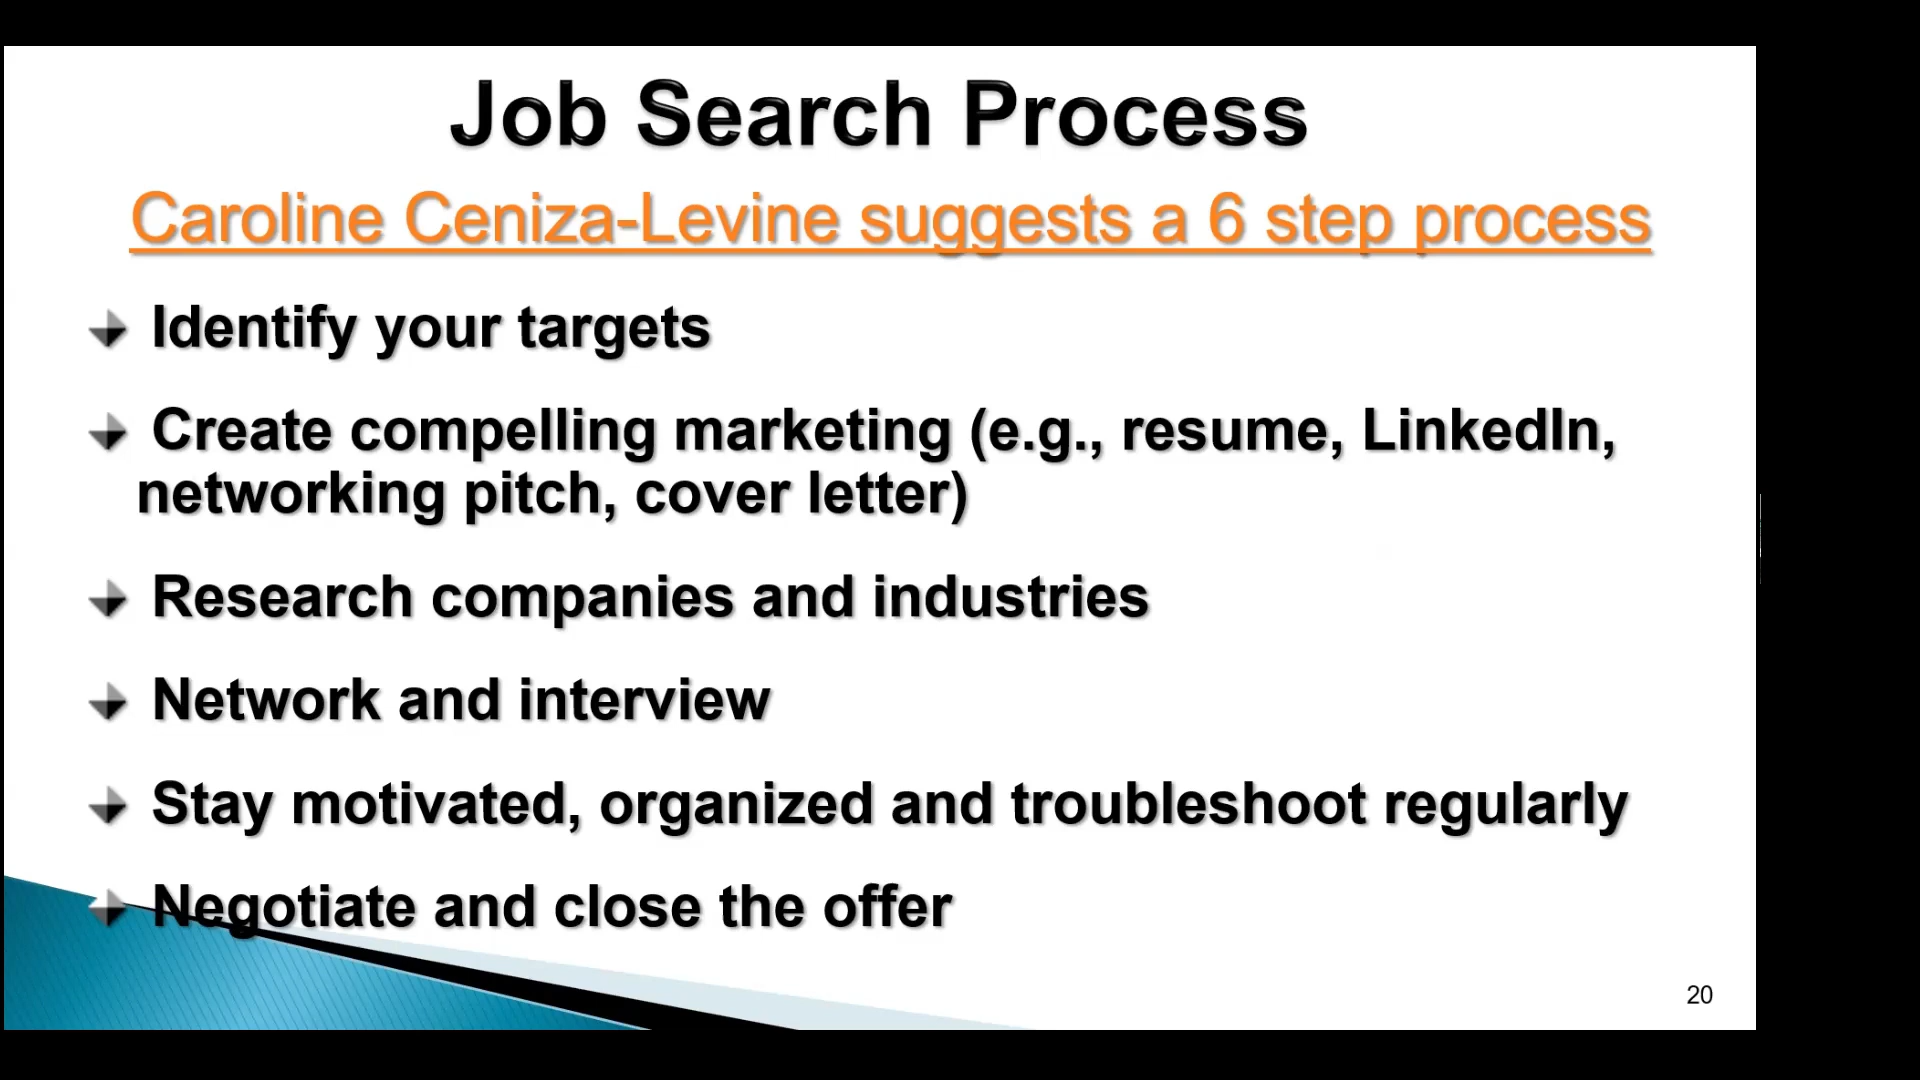 Job Search Process
Caroline Ceniza-Levine suggests a 6 step process
Identify your targets
Create compelling marketing (e.g., resume, LinkedIn,
networking pitch, cover letter)
Research companies and industries
Network and interview
Stay motivated, organized and troubleshoot regularly
Negotiate and close the offer
20